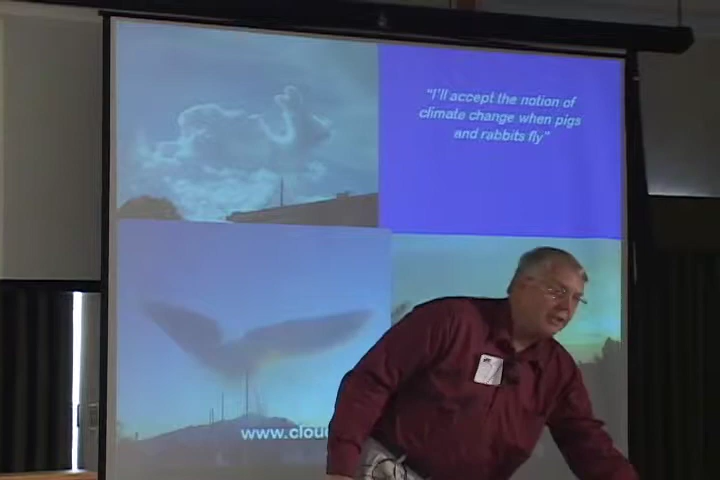 "I'll accept the notion of
climate change when pigs
and rabbits fly"
www.clou